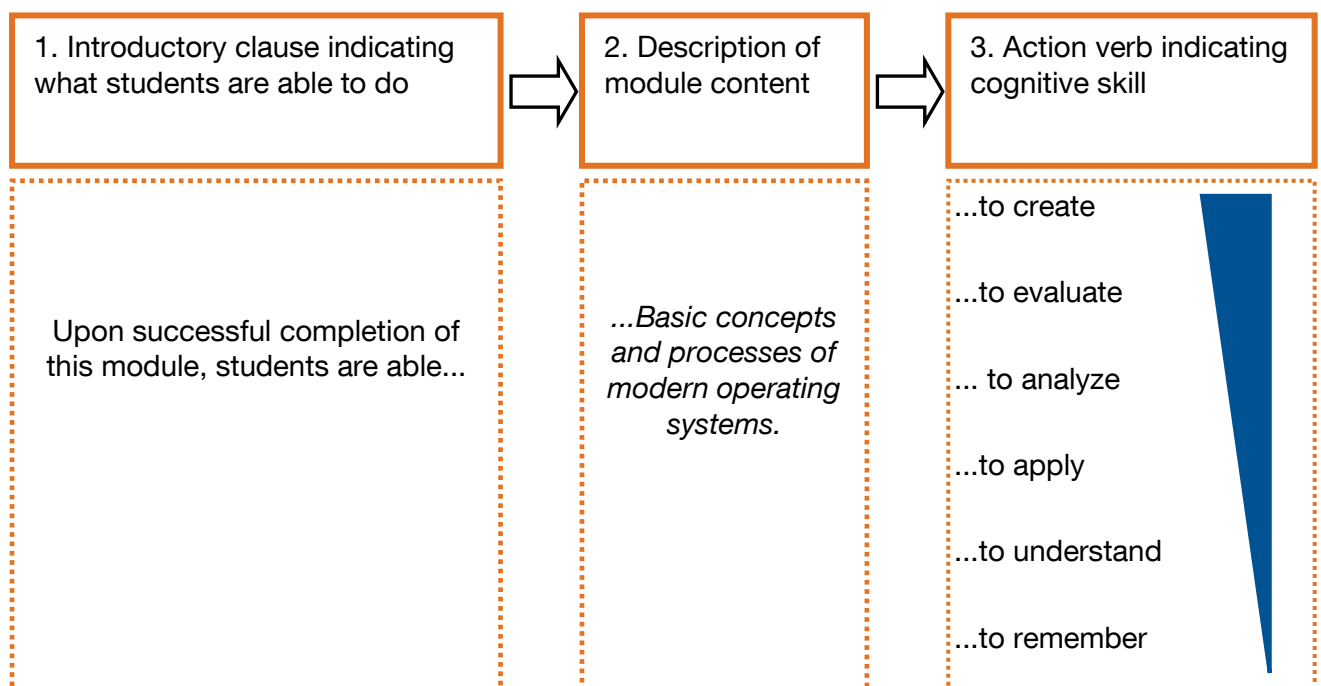 1. Introductory clause indicating
what students are able to do
2. Description of
module content
3. Action verb indicating
cognitive skill
Upon successful completion of
this module, students are able...
...Basic concepts
and processes of
modern operating
systems.
...to create
...to evaluate
... to analyze
...to apply
...to understand
...to remember